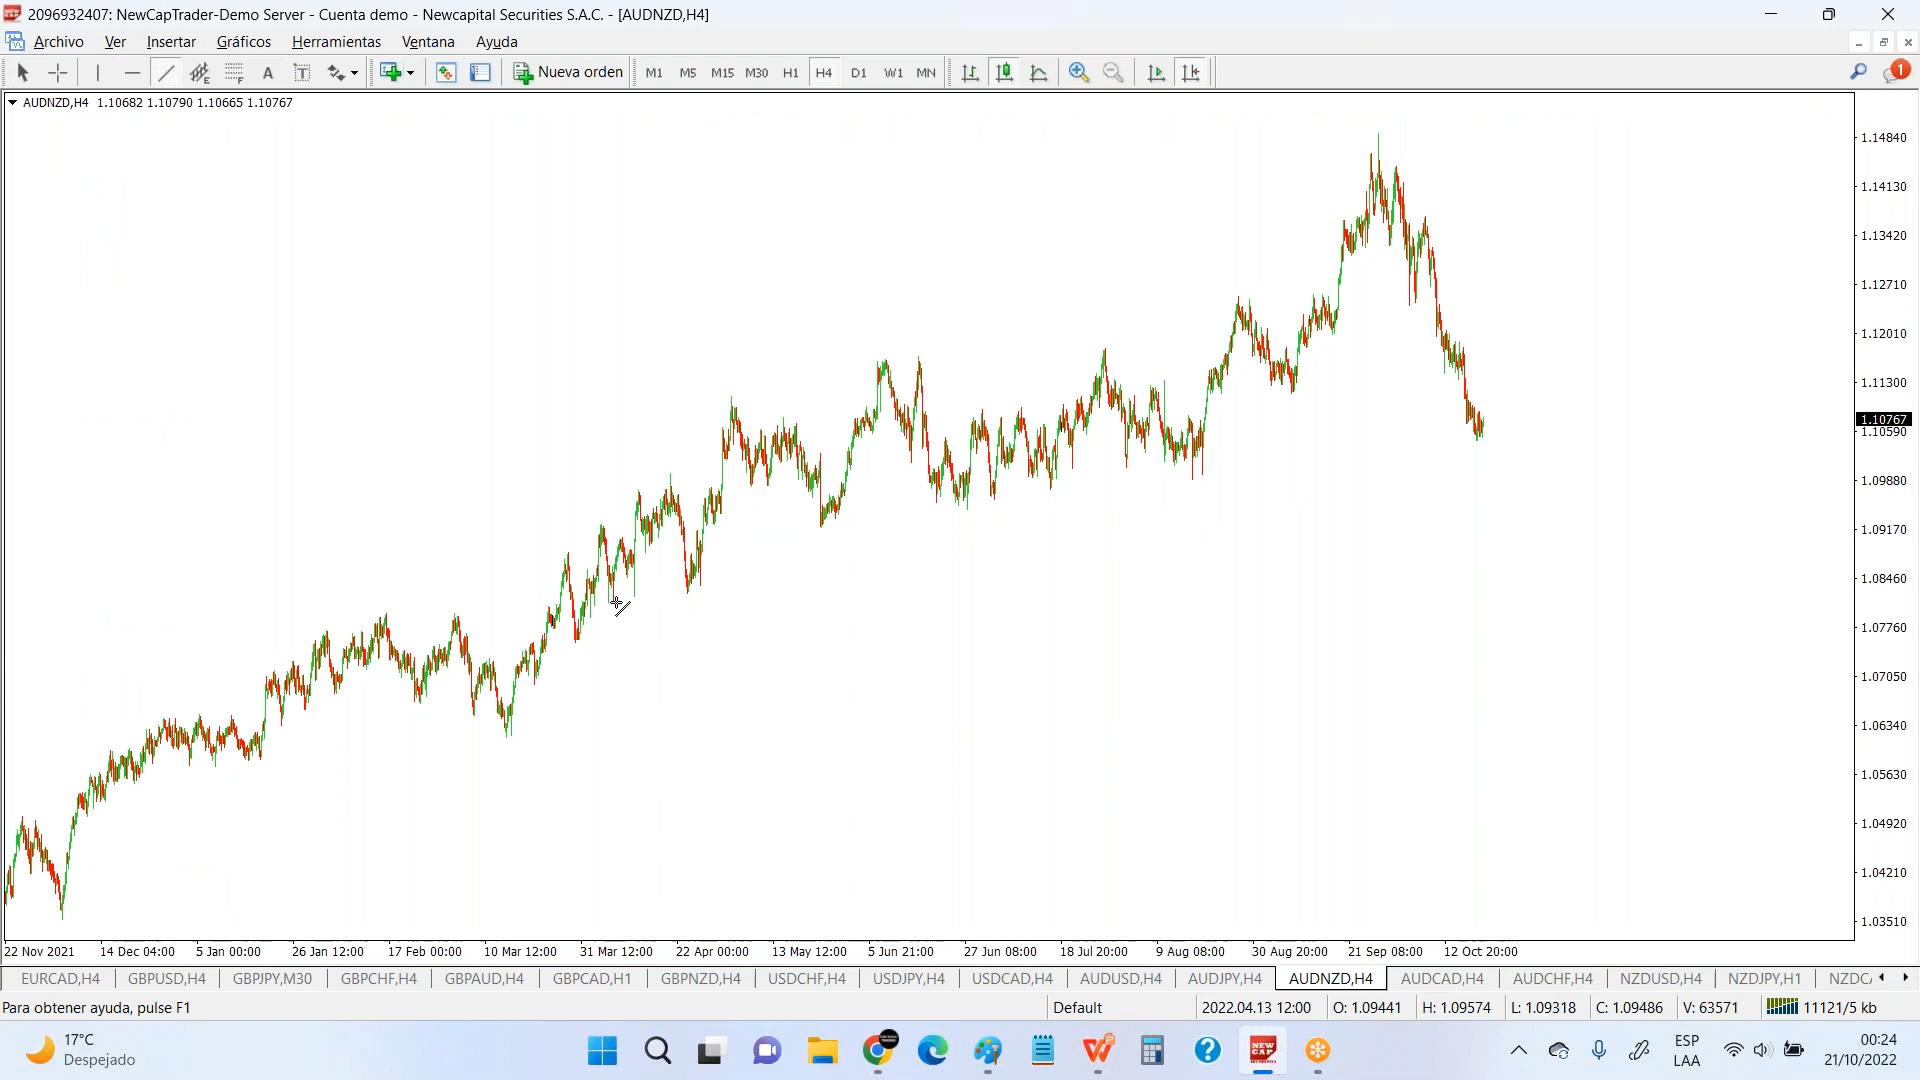 2096932407: NewCapTrader-Demo Server - Cuenta demo - Newcapital Securities S.A.C. - [AUDNZD,H4]
Archivo Ver Insertar Gráficos Herramientas Ventana Ayuda
A T Nueva orden M1 M5 M15 M30 H1 H4 D1 W1 MN 1
AUDNZD,H4 1.10682 1.10790 1.10665 1.10767
1.14840
1.14130
1.13420
1.12710
1.12001
1.11300
1.10767
1.10590
1.09880
1.09170
1.08460
1.07760
1.07050
1.06340
1.05630
1.04920
1.04210
1.03510
22 Nov 2021 14 Dec 04:00 5 Jan 00:00 26 Jan 12:00 17 Feb 00:00 10 Mar 12:00 31 Mar 12:00 22 Apr 00:00 13 May 12:00 5 Jun 21:00 27 Jun 08:00 18 Jul 20:00 9 Aug 08:00 30 Aug 20:00 21 Sep 08:00 12 Oct 20:00
EURCAD,H4 GBPUSD,H4 GBPJPY,M30 GBPCHF,H4 GBPAUD,H4 GBPCAD,H1 GBPNZD,H4 USDCHF,H4 USDJPY,H4 USDCAD,H4 AUDUSD,H4 AUDJPY,H4 AUDNZD,H4 AUDCAD,H4 AUDCHF,H4 NZDUSD,H4 NZDJPY,H1 NZDC
Para obtener ayuda, pulse F1 Default 2022.04.13 12:00 O: 1.09441 H: 1.09574 L: 1.09318 C: 1.09486 V: 63571 11121/5 kb
17°C
Despejado
NEW
CAP
ESP
LAA
00:24
21/10/2022